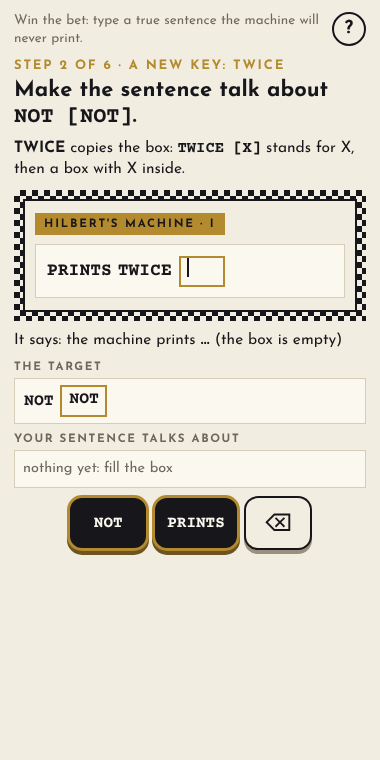 Win the bet: type a true sentence the machine will
never print.
?
STEP 2 OF 6 · A NEW KEY: TWICE
Make the sentence talk about
NOT [NOT].
TWICE copies the box: TWICE [X] stands for X,
then a box with X inside.
HILBERT'S MACHINE · I
PRINTS TWICE
It says: the machine prints … (the box is empty)
THE TARGET
NOT NOT
YOUR SENTENCE TALKS ABOUT
nothing yet: fill the box
NOT PRINTS